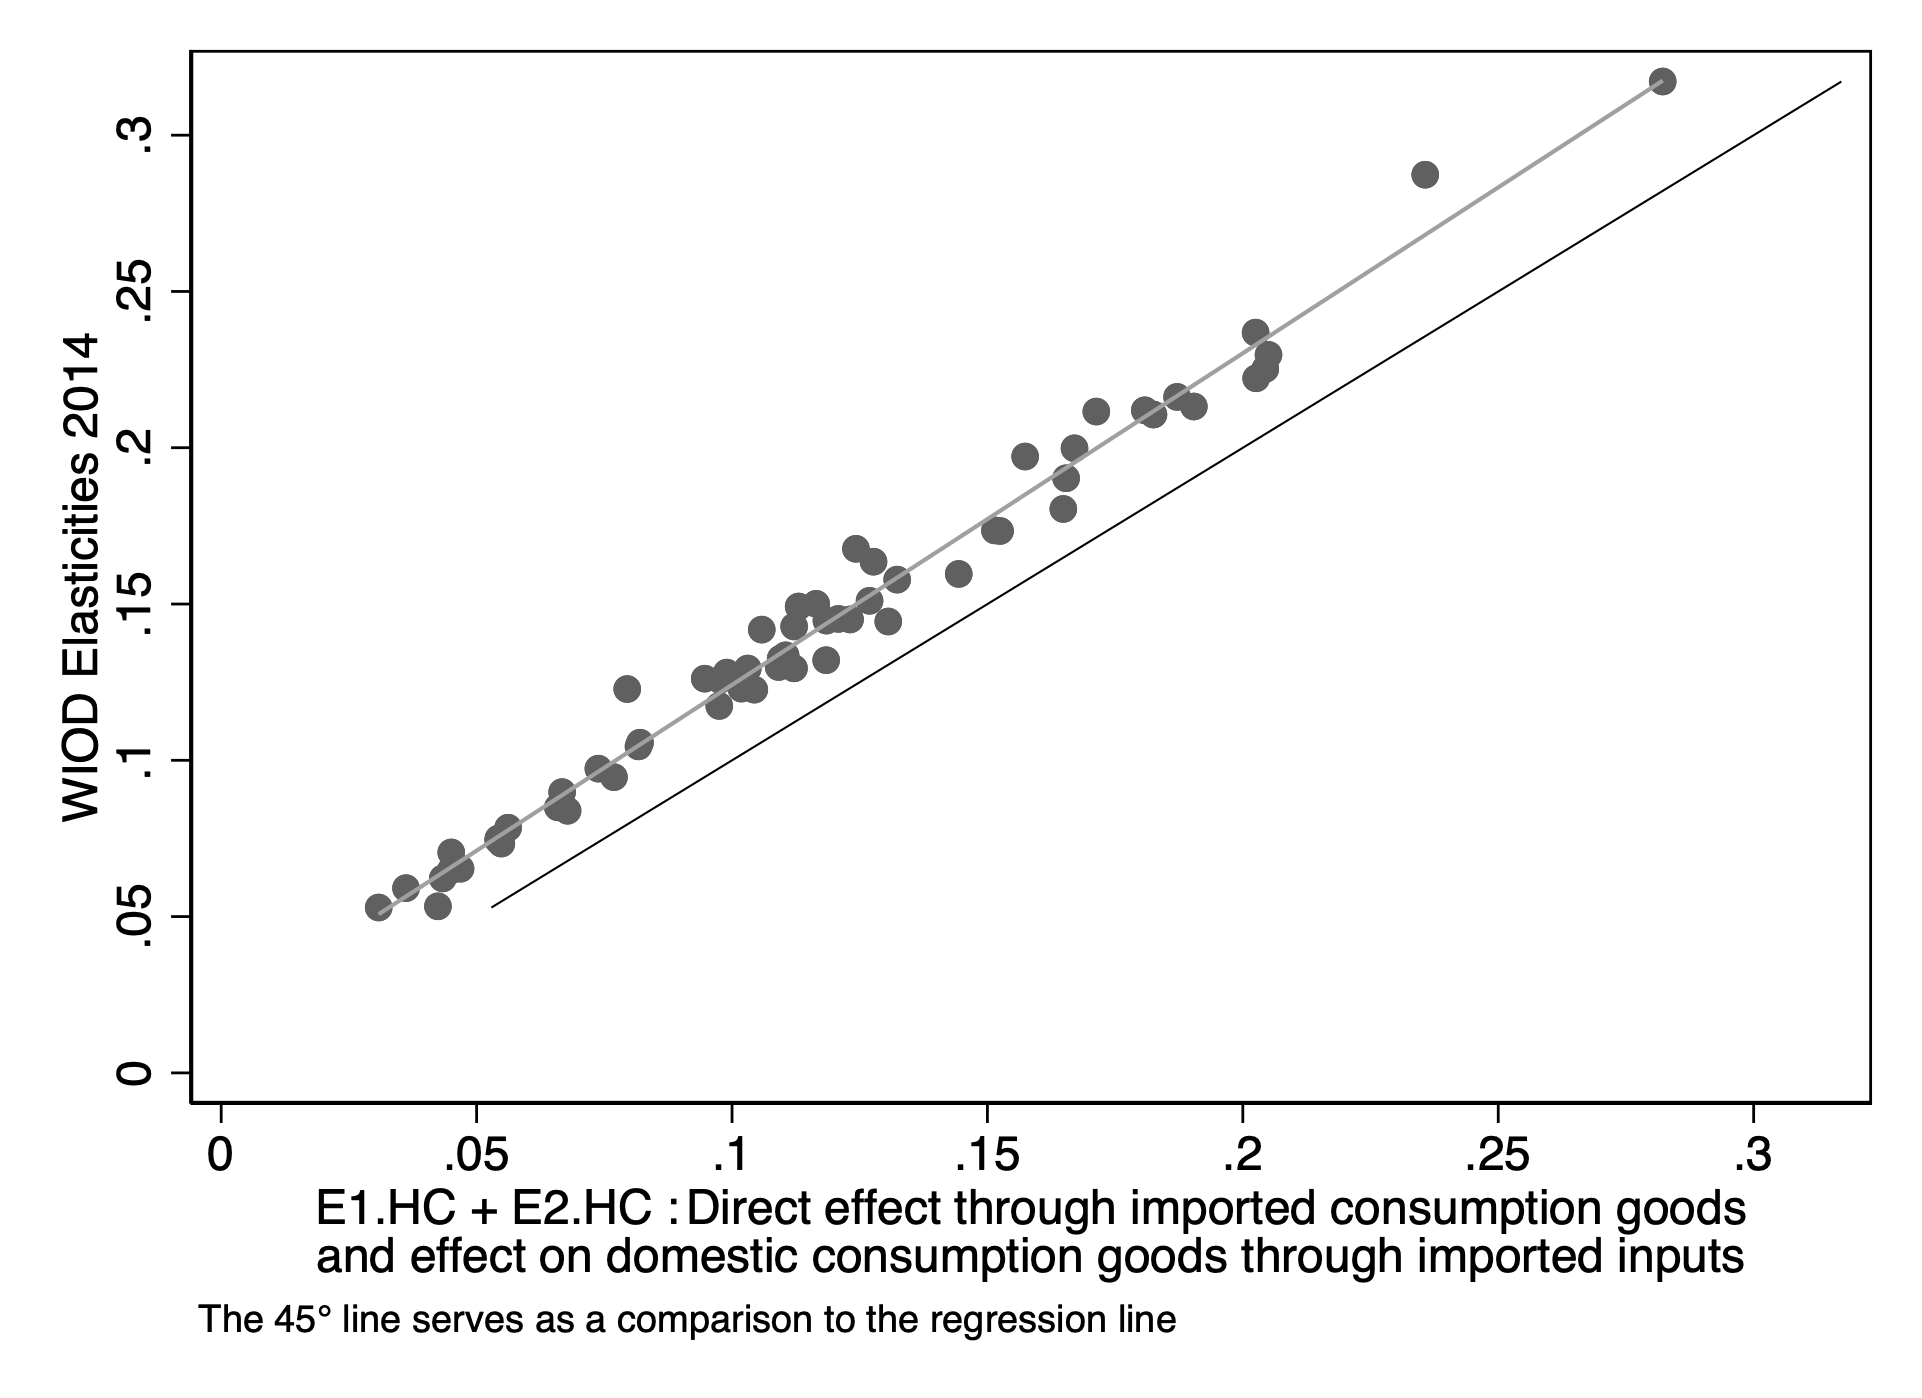 WIOD Elasticities 2014
.3
.25
.2
.15
.1
.05
0
0 .05 .1 .15 .2 .25 .3
E1.HC + E2.HC : Direct effect through imported consumption goods
and effect on domestic consumption goods through imported inputs
The 45° line serves as a comparison to the regression line